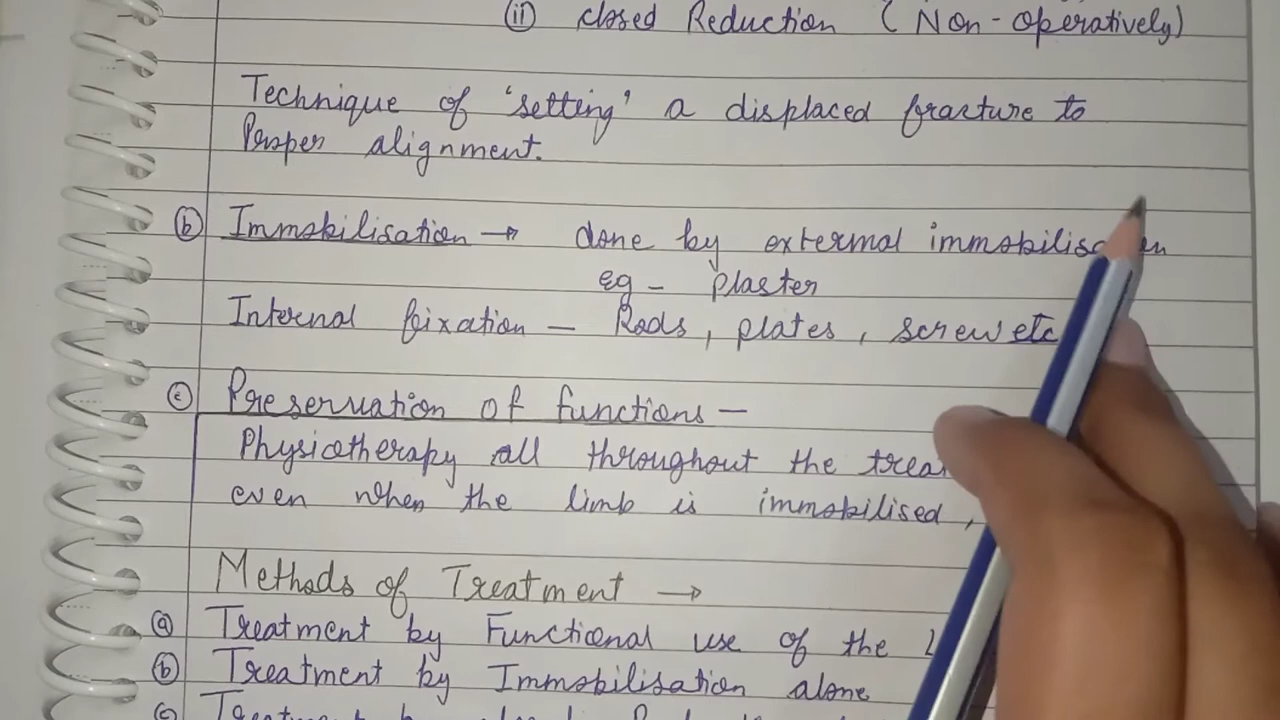 (ii) closed Reduction (Non-operatively)
Technique of 'setting' a displaced fracture to
Proper alignment.
(b) Immobilisation → done by external
eg - plaster
Internal fixation - Rods, plates, screw etc
(c) Preservation of functions -
Physiotherapy all throughout the
even when the limb is immobilised,
Methods of Treatment →
(a) Treatment by Functional use of the
(b) Treatment by Immobilisation alone
(c)